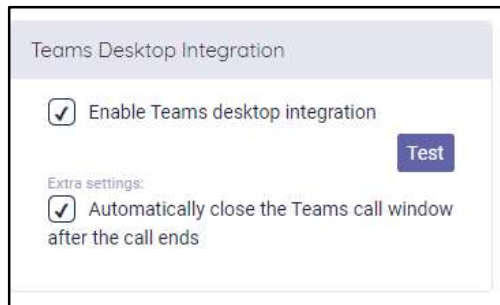 Teams Desktop Integration
Enable Teams desktop integration
Test
Extra settings:
Automatically close the Teams call window
after the call ends